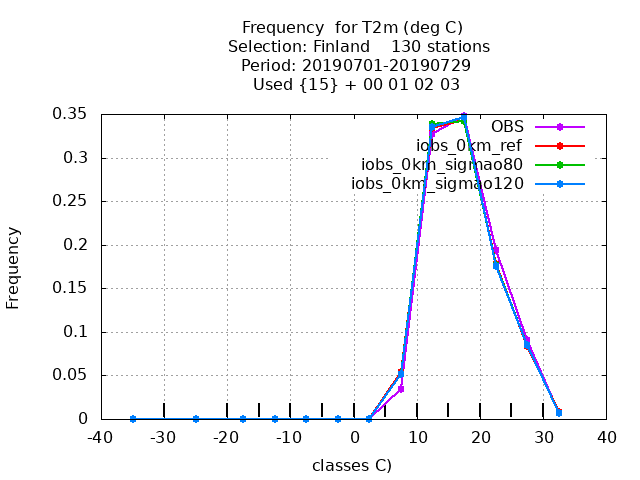 Frequency  for T2m (deg C)
Selection: Finland    130 stations
Period: 20190701-20190729
Used {15} + 00 01 02 03
OBS
iobs_0km_ref
iobs_0km_sigmao80
iobs_0km_sigmao120
Frequency
0.35
0.3
0.25
0.2
0.15
0.1
0.05
0
-40 -30 -20 -10 0 10 20 30 40
classes C)